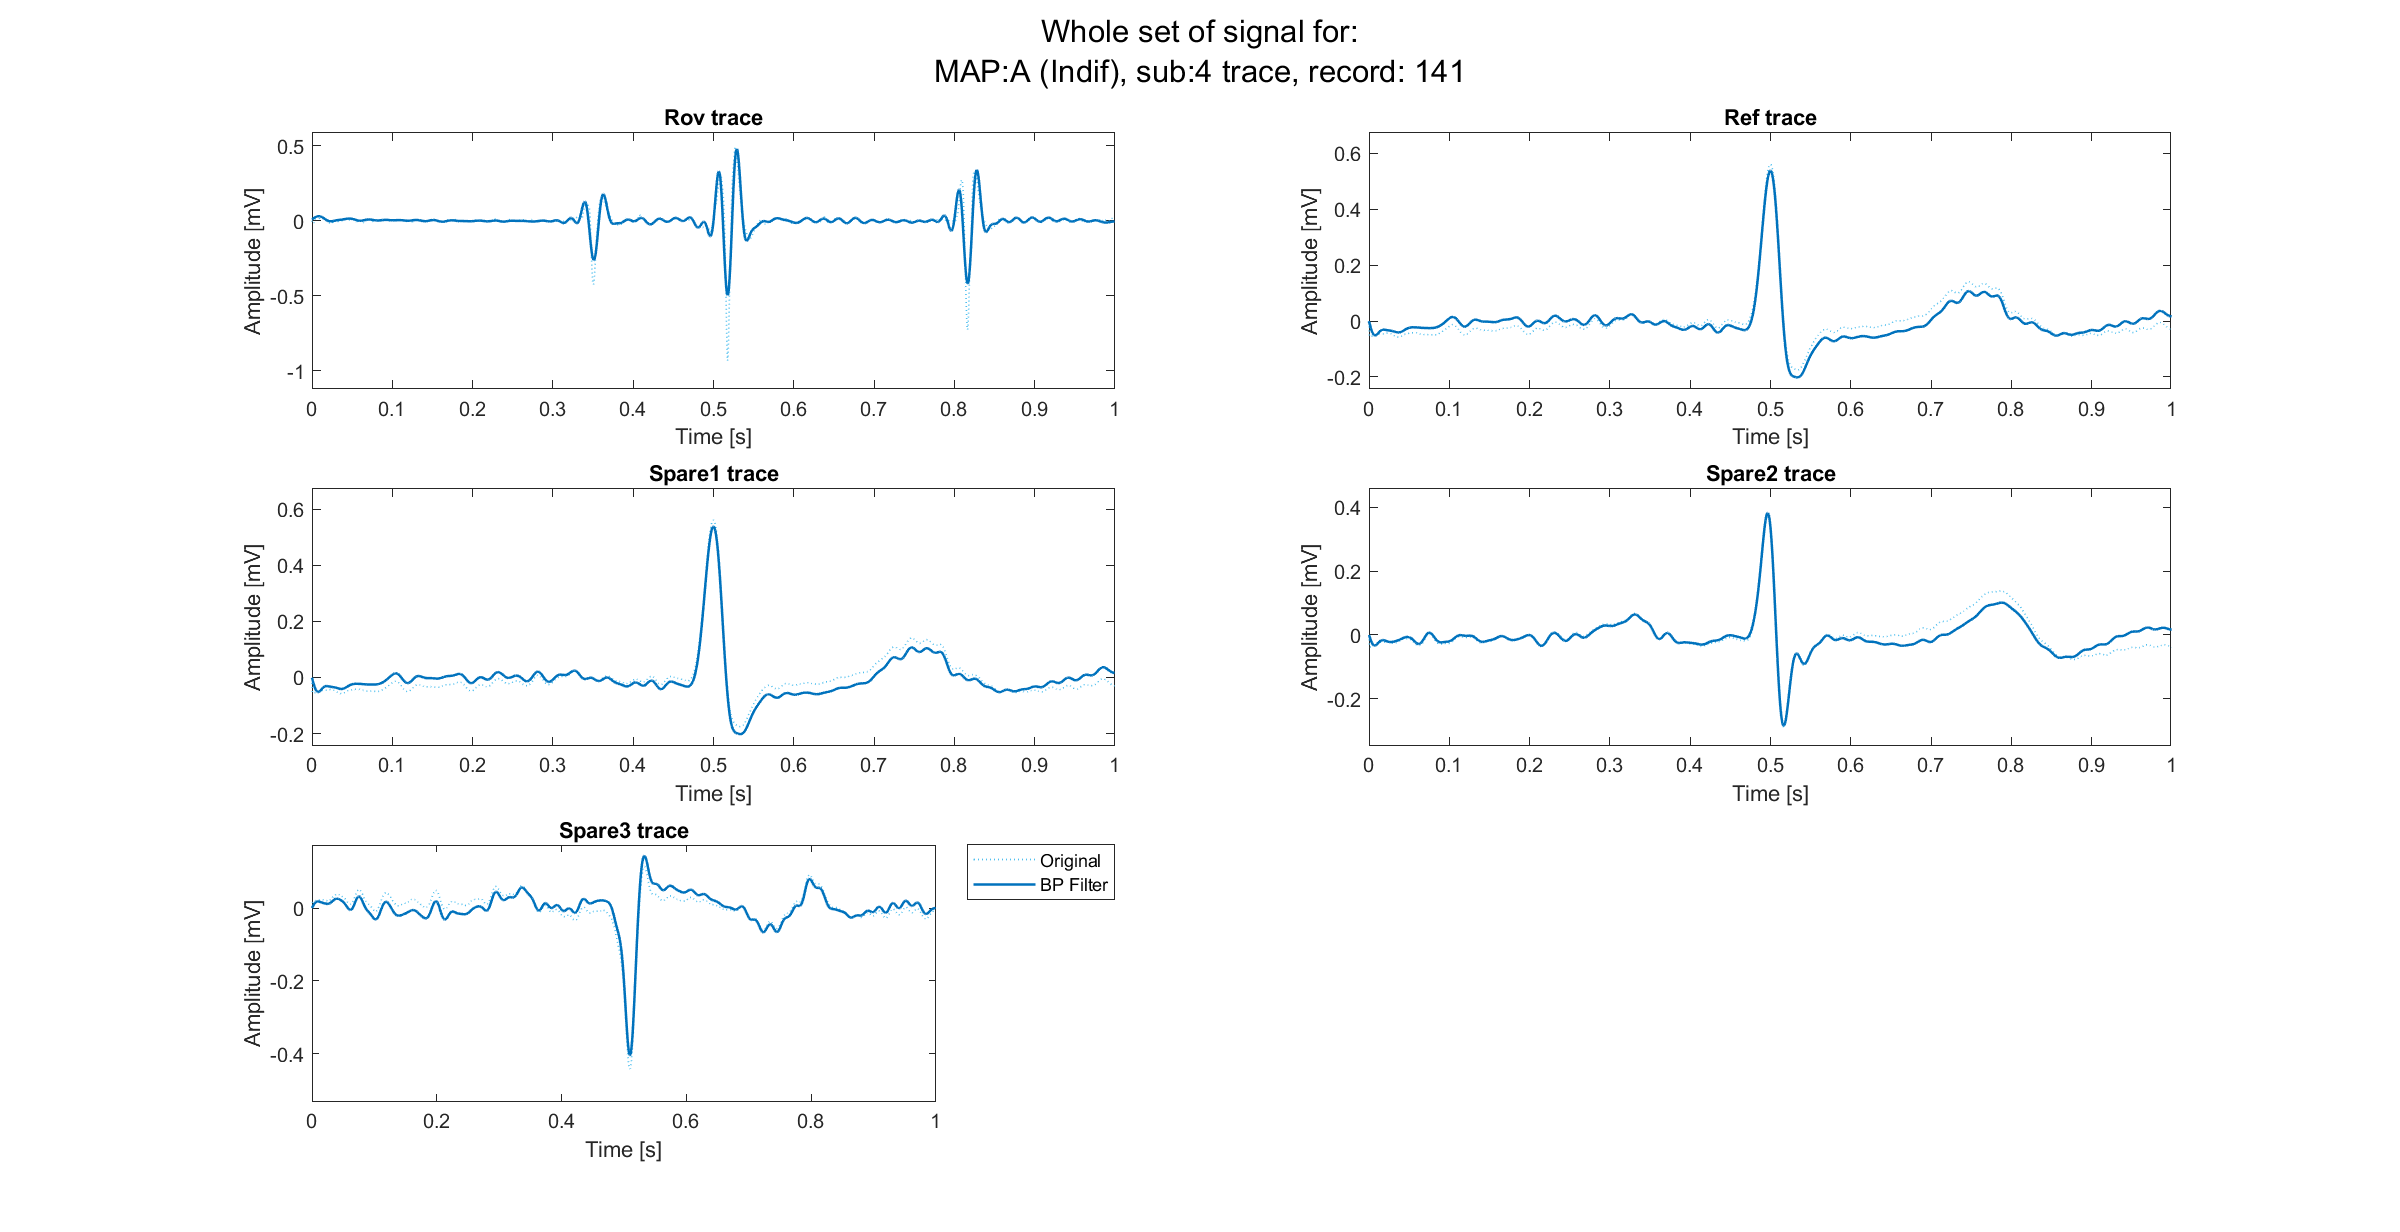 Whole set of signal for:
MAP:A (Indif), sub:4 trace, record: 141
Rov trace
Amplitude [mV]
0.5
0
-0.5
-1
0 0.1 0.2 0.3 0.4 0.5 0.6 0.7 0.8 0.9 1
Time [s]
Ref trace
Amplitude [mV]
0.6
0.4
0.2
0
-0.2
0 0.1 0.2 0.3 0.4 0.5 0.6 0.7 0.8 0.9 1
Time [s]
Spare1 trace
Amplitude [mV]
0.6
0.4
0.2
0
-0.2
0 0.1 0.2 0.3 0.4 0.5 0.6 0.7 0.8 0.9 1
Time [s]
Spare2 trace
Amplitude [mV]
0.4
0.2
0
-0.2
0 0.1 0.2 0.3 0.4 0.5 0.6 0.7 0.8 0.9 1
Time [s]
Spare3 trace
Amplitude [mV]
0
-0.2
-0.4
0 0.2 0.4 0.6 0.8 1
Time [s]
Original
BP Filter